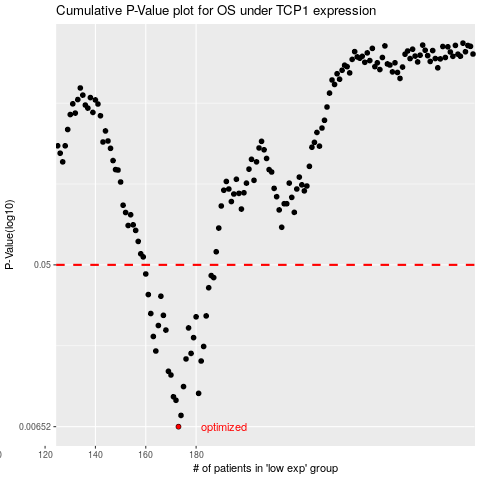 Cumulative P-Value plot for OS under TCP1 expression
P-Value(log10)
0.05
0.00652
optimized
0 120 140 160 180
# of patients in 'low exp' group